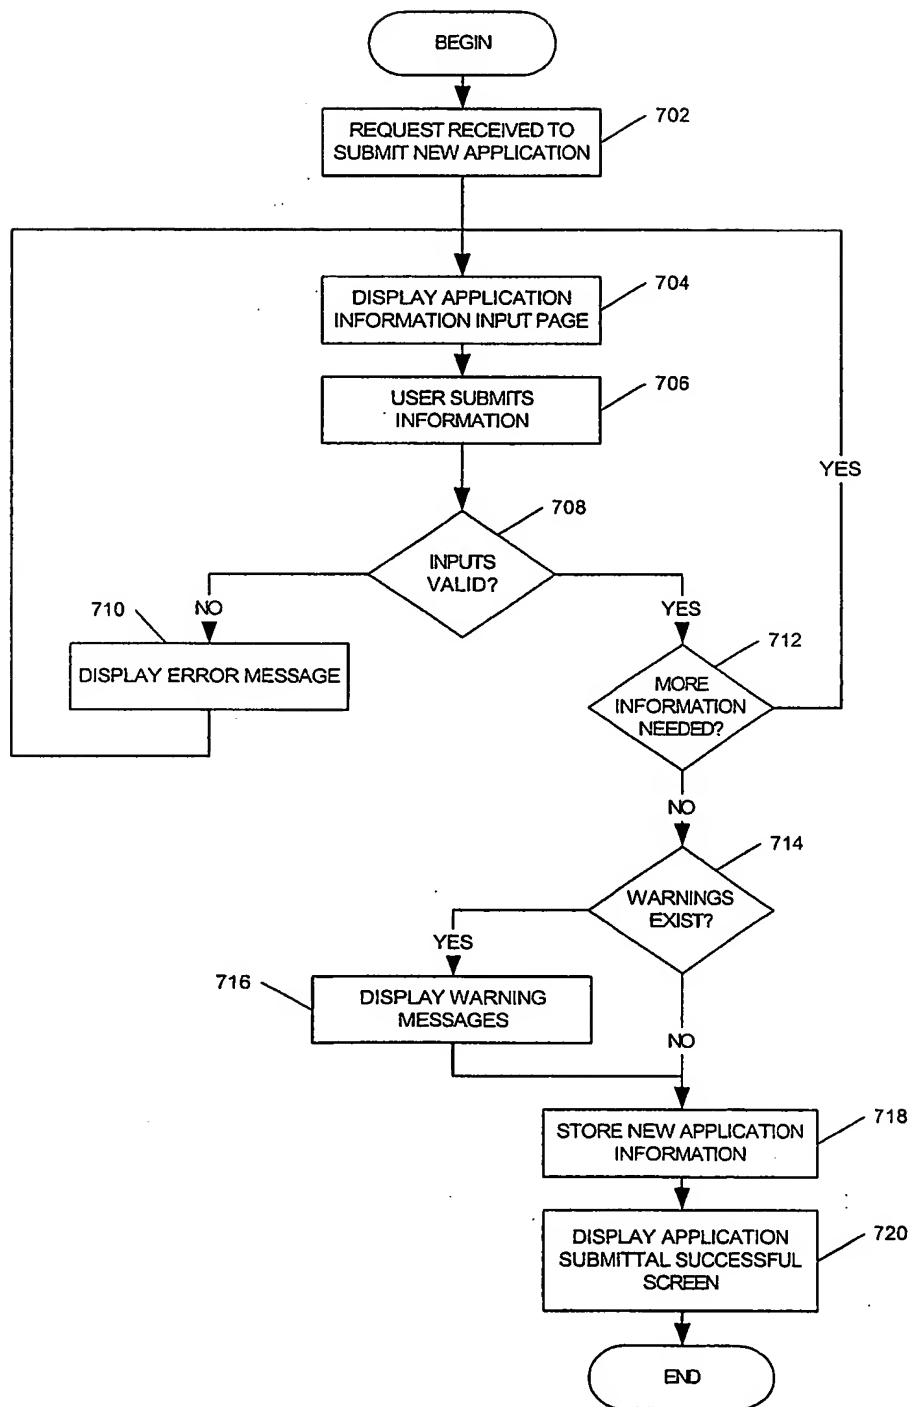 BEGIN
REQUEST RECEIVED TO
SUBMIT NEW APPLICATION
702
DISPLAY APPLICATION
INFORMATION INPUT PAGE
704
USER SUBMITS
INFORMATION
706
YES
INPUTS
VALID?
708
NO
YES
710
DISPLAY ERROR MESSAGE
MORE
INFORMATION
NEEDED?
712
NO
WARNINGS
EXIST?
714
YES
716
DISPLAY WARNING
MESSAGES
NO
STORE NEW APPLICATION
INFORMATION
718
DISPLAY APPLICATION
SUBMITTAL SUCCESSFUL
SCREEN
720
END